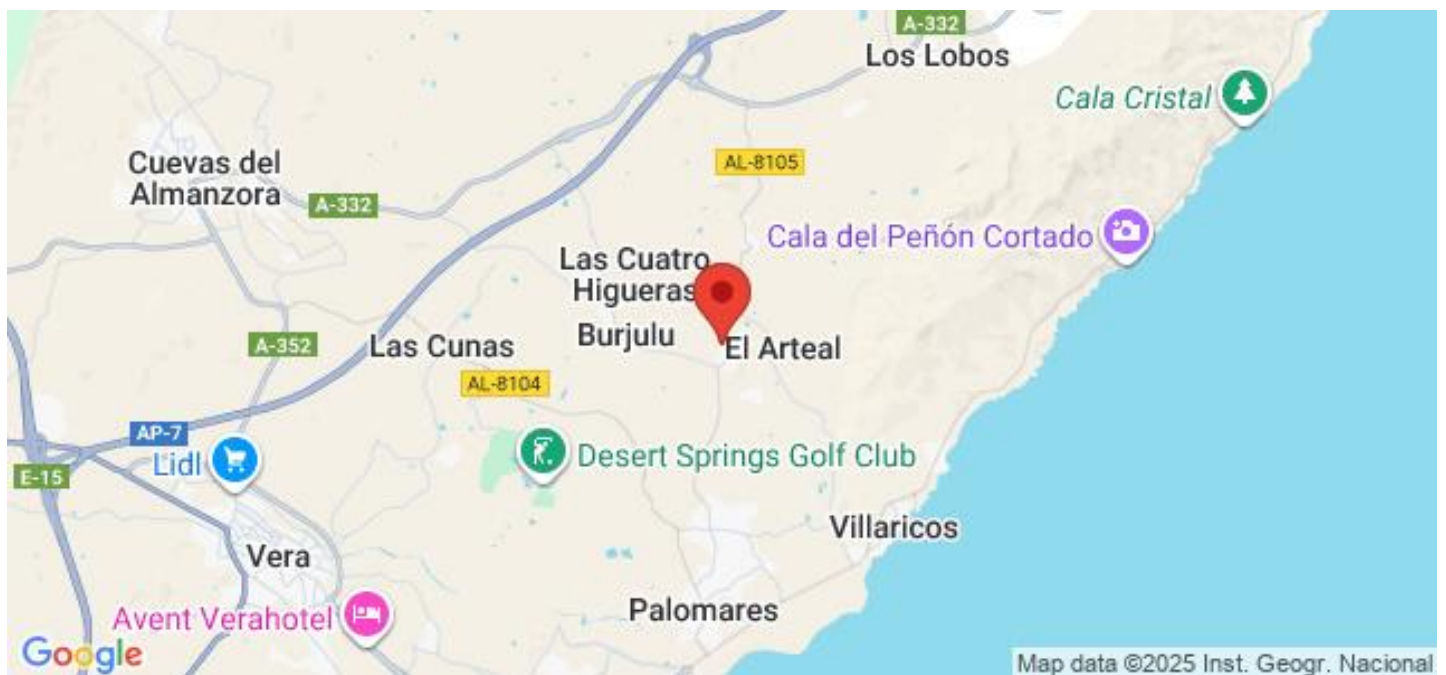 A-332
Los Lobos
Cala Cristal
Cuevas del
Almanzora
AL-8105
A-332
Cala del Peñón Cortado
Las Cuatro
Higueras
Burjulu
El Arteal
A-352
Las Cunas
AL-8104
AP-7
Lidl
E-15
Desert Springs Golf Club
Villaricos
Vera
Palomares
Avent Verahotel
Google
Map data ©2025 Inst. Geogr. Nacional